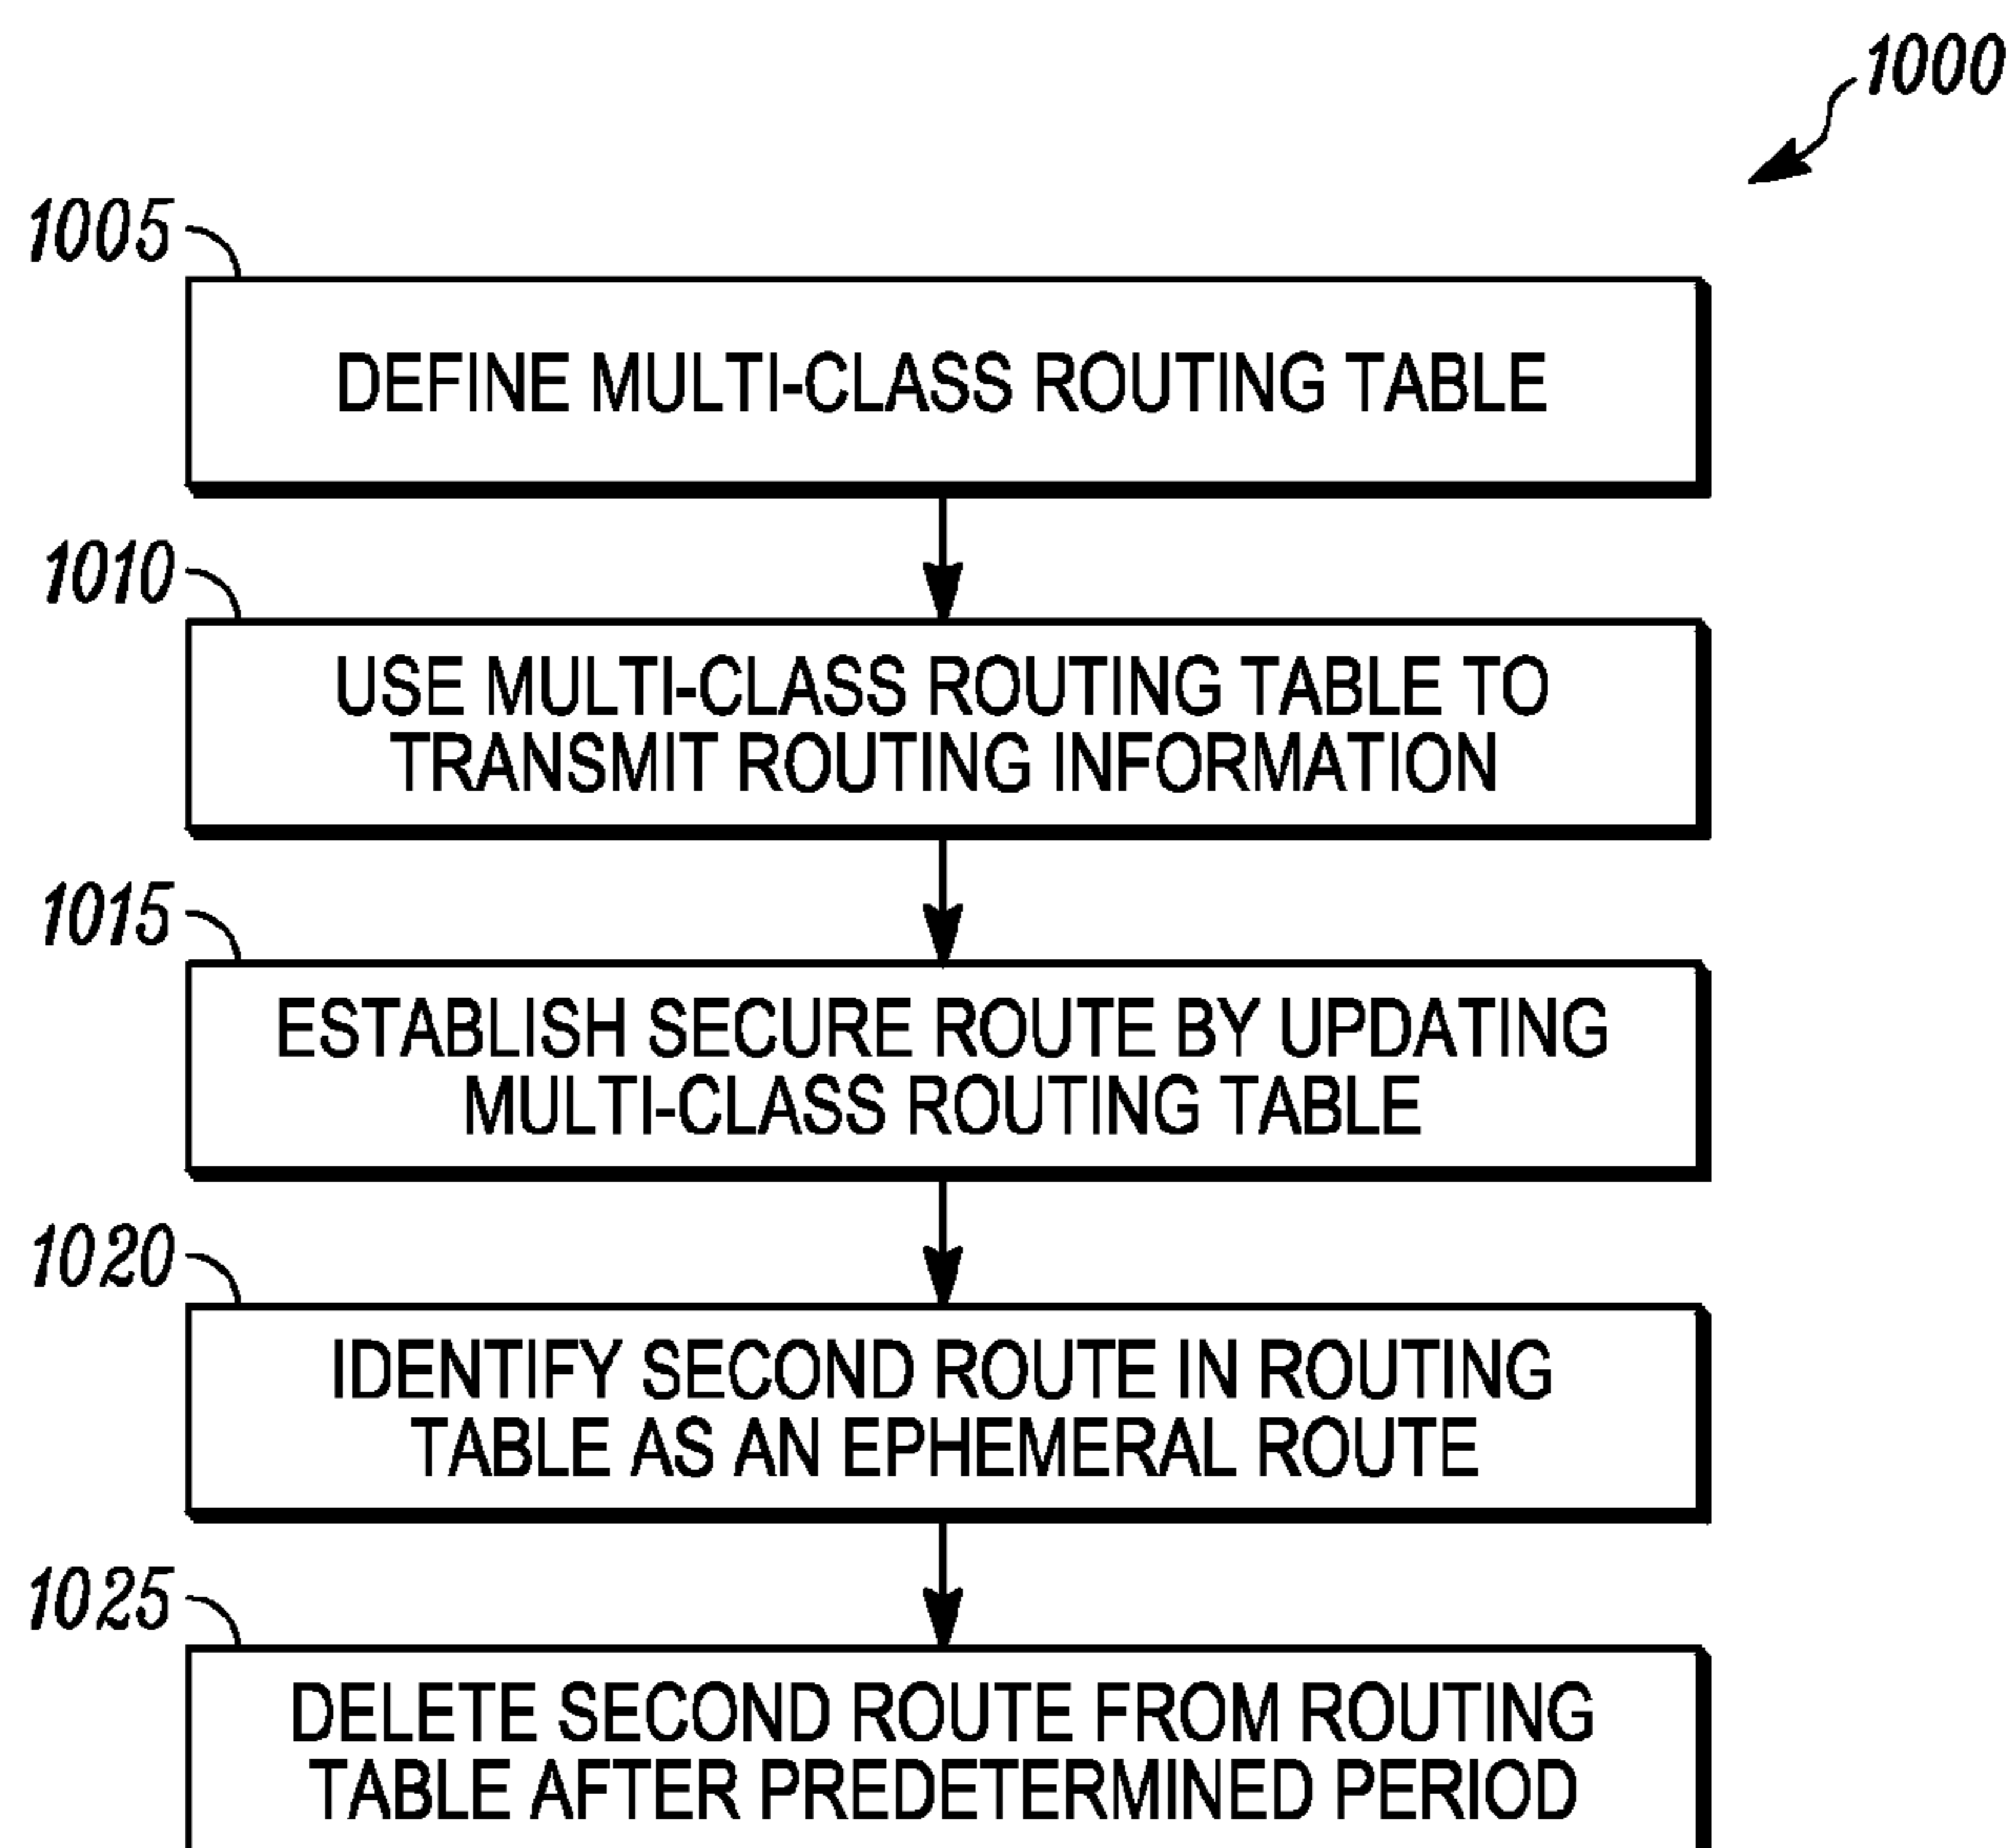 1000
1005
DEFINE MULTI-CLASS ROUTING TABLE
1010
USE MULTI-CLASS ROUTING TABLE TO
TRANSMIT ROUTING INFORMATION
1015
ESTABLISH SECURE ROUTE BY UPDATING
MULTI-CLASS ROUTING TABLE
1020
IDENTIFY SECOND ROUTE IN ROUTING
TABLE AS AN EPHEMERAL ROUTE
1025
DELETE SECOND ROUTE FROM ROUTING
TABLE AFTER PREDETERMINED PERIOD